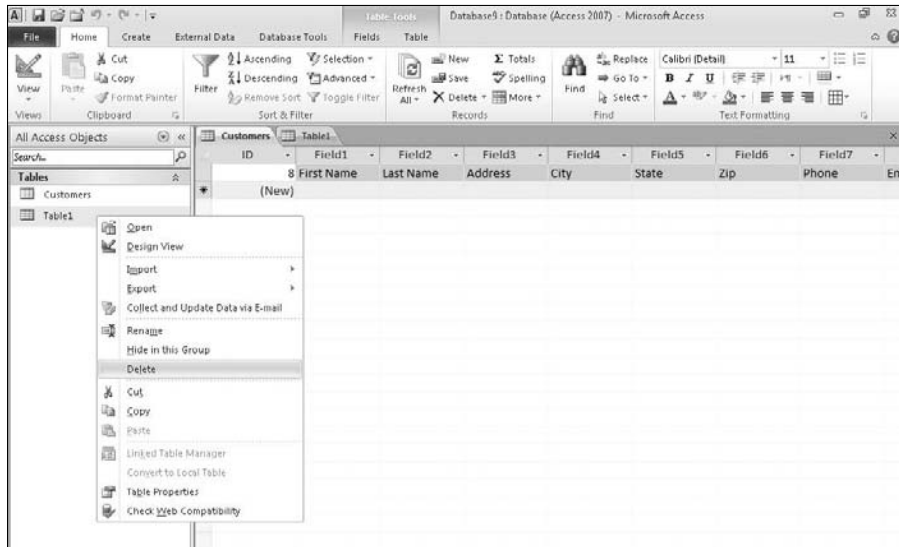 Table Tools Database9 : Database (Access 2007) - Microsoft Access
File Home Create External Data Database Tools Fields Table
View
Views
Paste
Cut
Copy
Format Painter
Clipboard
Filter
Ascending
Descending
Remove Sort
Selection
Advanced
Toggle Filter
Sort & Filter
Refresh All
New
Save
Delete
Totals
Spelling
More
Records
Find
Replace
Go To
Select
Find
Calibri (Detail) 11
B I U
A
Text Formatting
All Access Objects
Search...
Tables
Customers
Table1
Customers Table1
ID Field1 Field2 Field3 Field4 Field5 Field6 Field7
8 First Name Last Name Address City State Zip Phone
(New)
Open
Design View
Import
Export
Collect and Update Data via E-mail
Rename
Hide in this Group
Delete
Cut
Copy
Paste
Linked Table Manager
Convert to Local Table
Table Properties
Check Web Compatibility